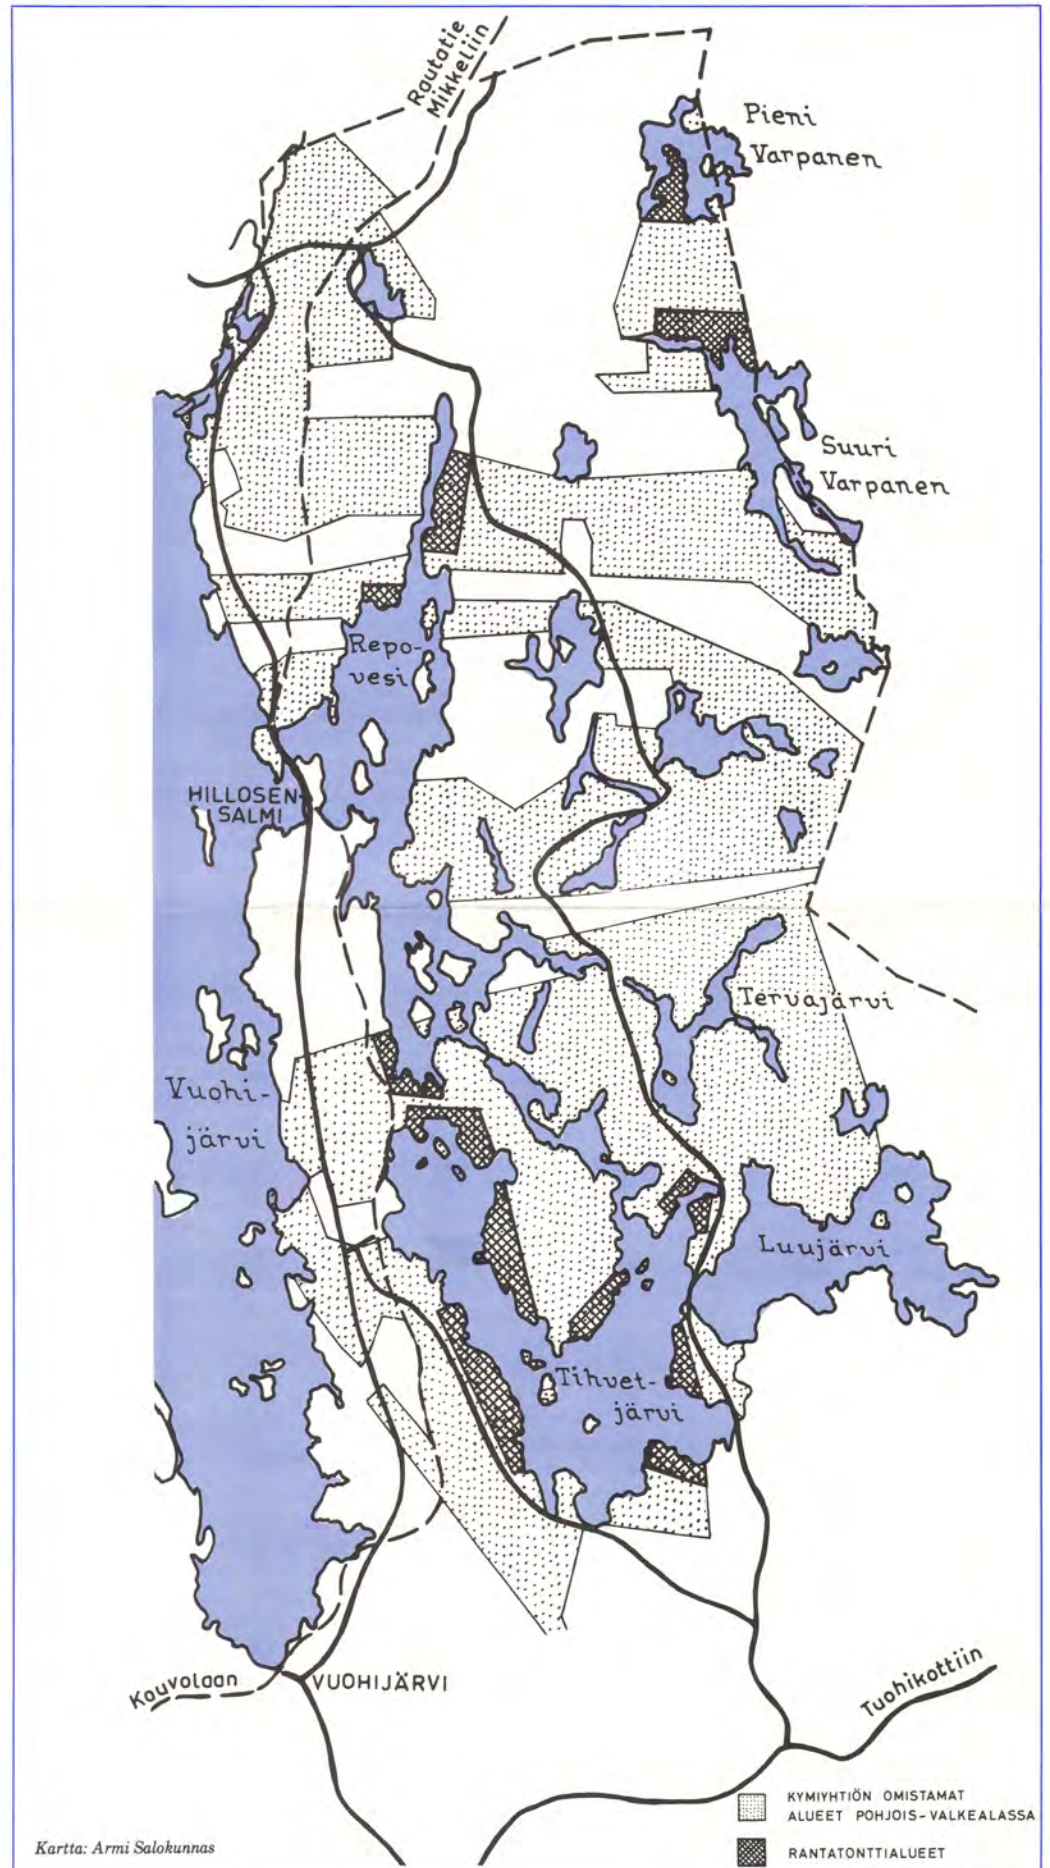 Rautatie
Mikkeliin
Pieni
Varpanen
Suuri
Varpanen
Repo-
vesi
HILLOSEN-
SALMI
Tervajärvi
Vuohi-
järvi
Luujärvi
Tihvet-
järvi
Kouvolaan
VUOHIJÄRVI
Tuohikottiin
KYMIYHTIÖN OMISTAMAT
ALUEET POHJOIS-VALKEALASSA
RANTATONTTIALUEET
Kartta: Armi Salokunnas